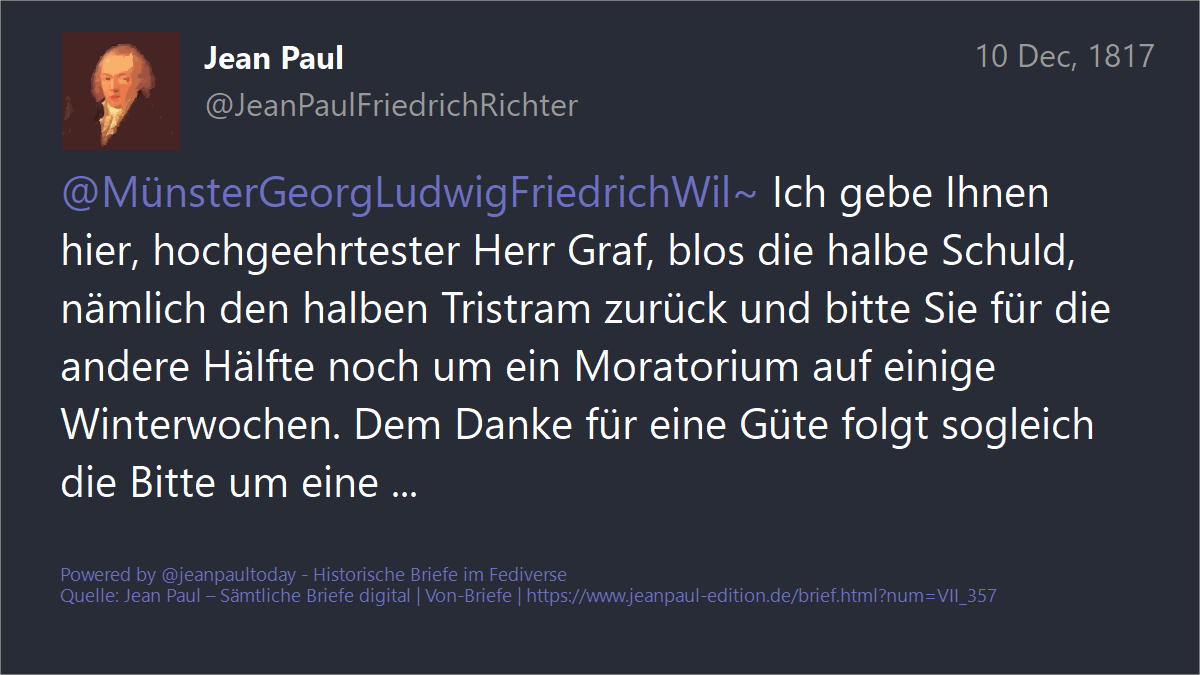 Jean Paul
10 Dec, 1817
@JeanPaulFriedrichRichter
@MünsterGeorgLudwigFriedrichWil~ Ich gebe Ihnen
hier, hochgeehrtester Herr Graf, blos die halbe Schuld,
nämlich den halben Tristram zurück und bitte Sie für die
andere Hälfte noch um ein Moratorium auf einige
Winterwochen. Dem Danke für eine Güte folgt sogleich
die Bitte um eine ...
Powered by @jeanpaultoday - Historische Briefe im Fediverse
Quelle: Jean Paul – Sämtliche Briefe digital | Von-Briefe | https://www.jeanpaul-edition.de/brief.html?num=VII_357